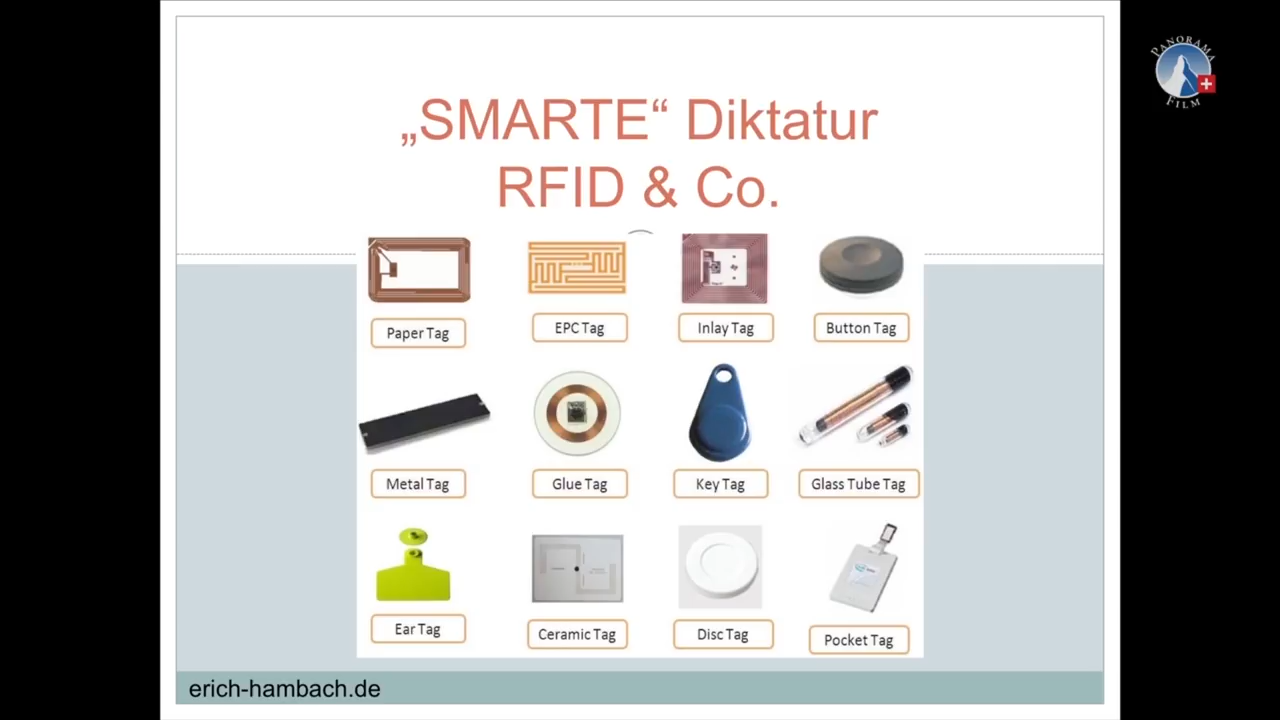 „SMARTE“ Diktatur
RFID & Co.
PANORAMA
FILM
Paper Tag
EPC Tag
Inlay Tag
Button Tag
Metal Tag
Glue Tag
Key Tag
Glass Tube Tag
Ear Tag
Ceramic Tag
Disc Tag
Pocket Tag
erich-hambach.de